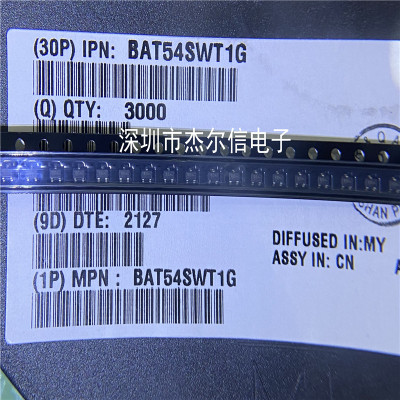 (30P) IPN: BAT54SWT1G
(Q) QTY: 3000
深圳市杰尔信电子
(9D) DTE: 2127
DIFFUSED IN:MY
ASSY IN: CN
(1P) MPN : BAT54SWT1G